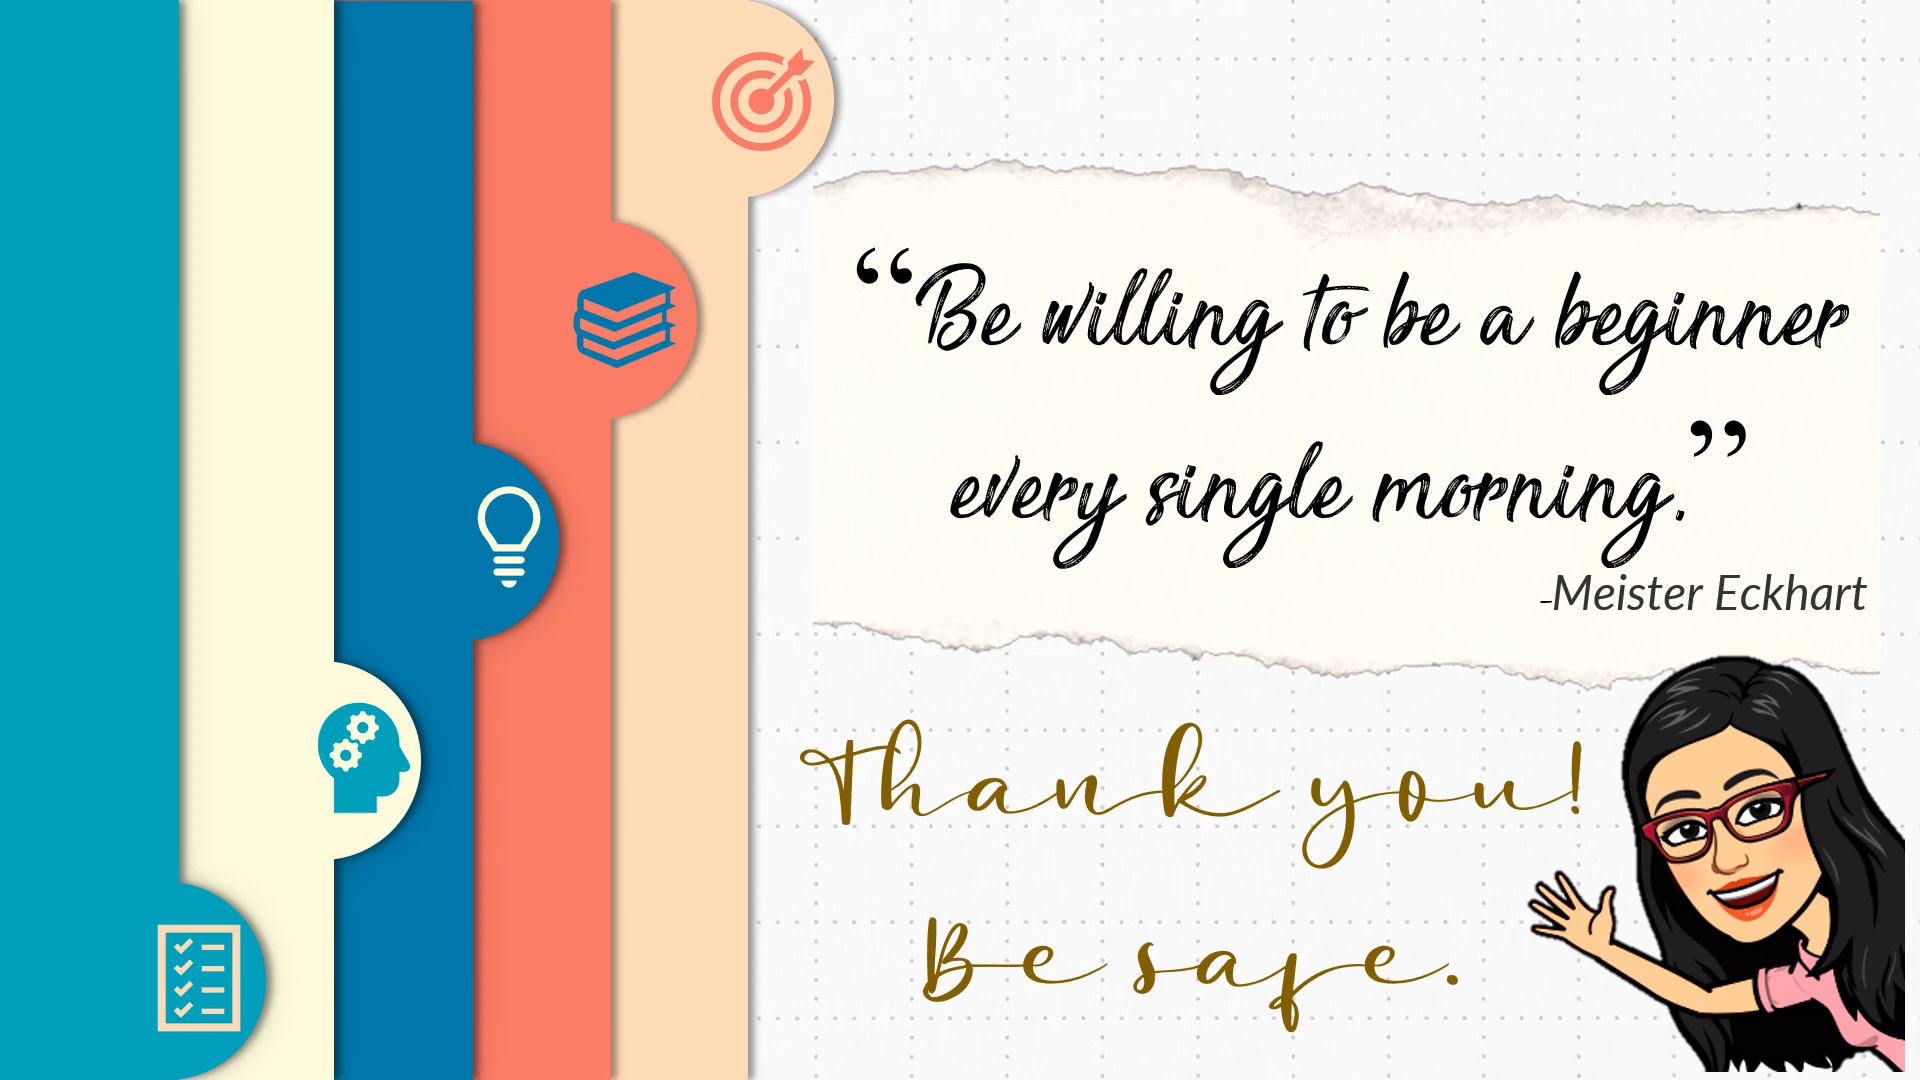 “Be willing to be a beginner
every single morning.”
-Meister Eckhart
Thank you!
Be safe.